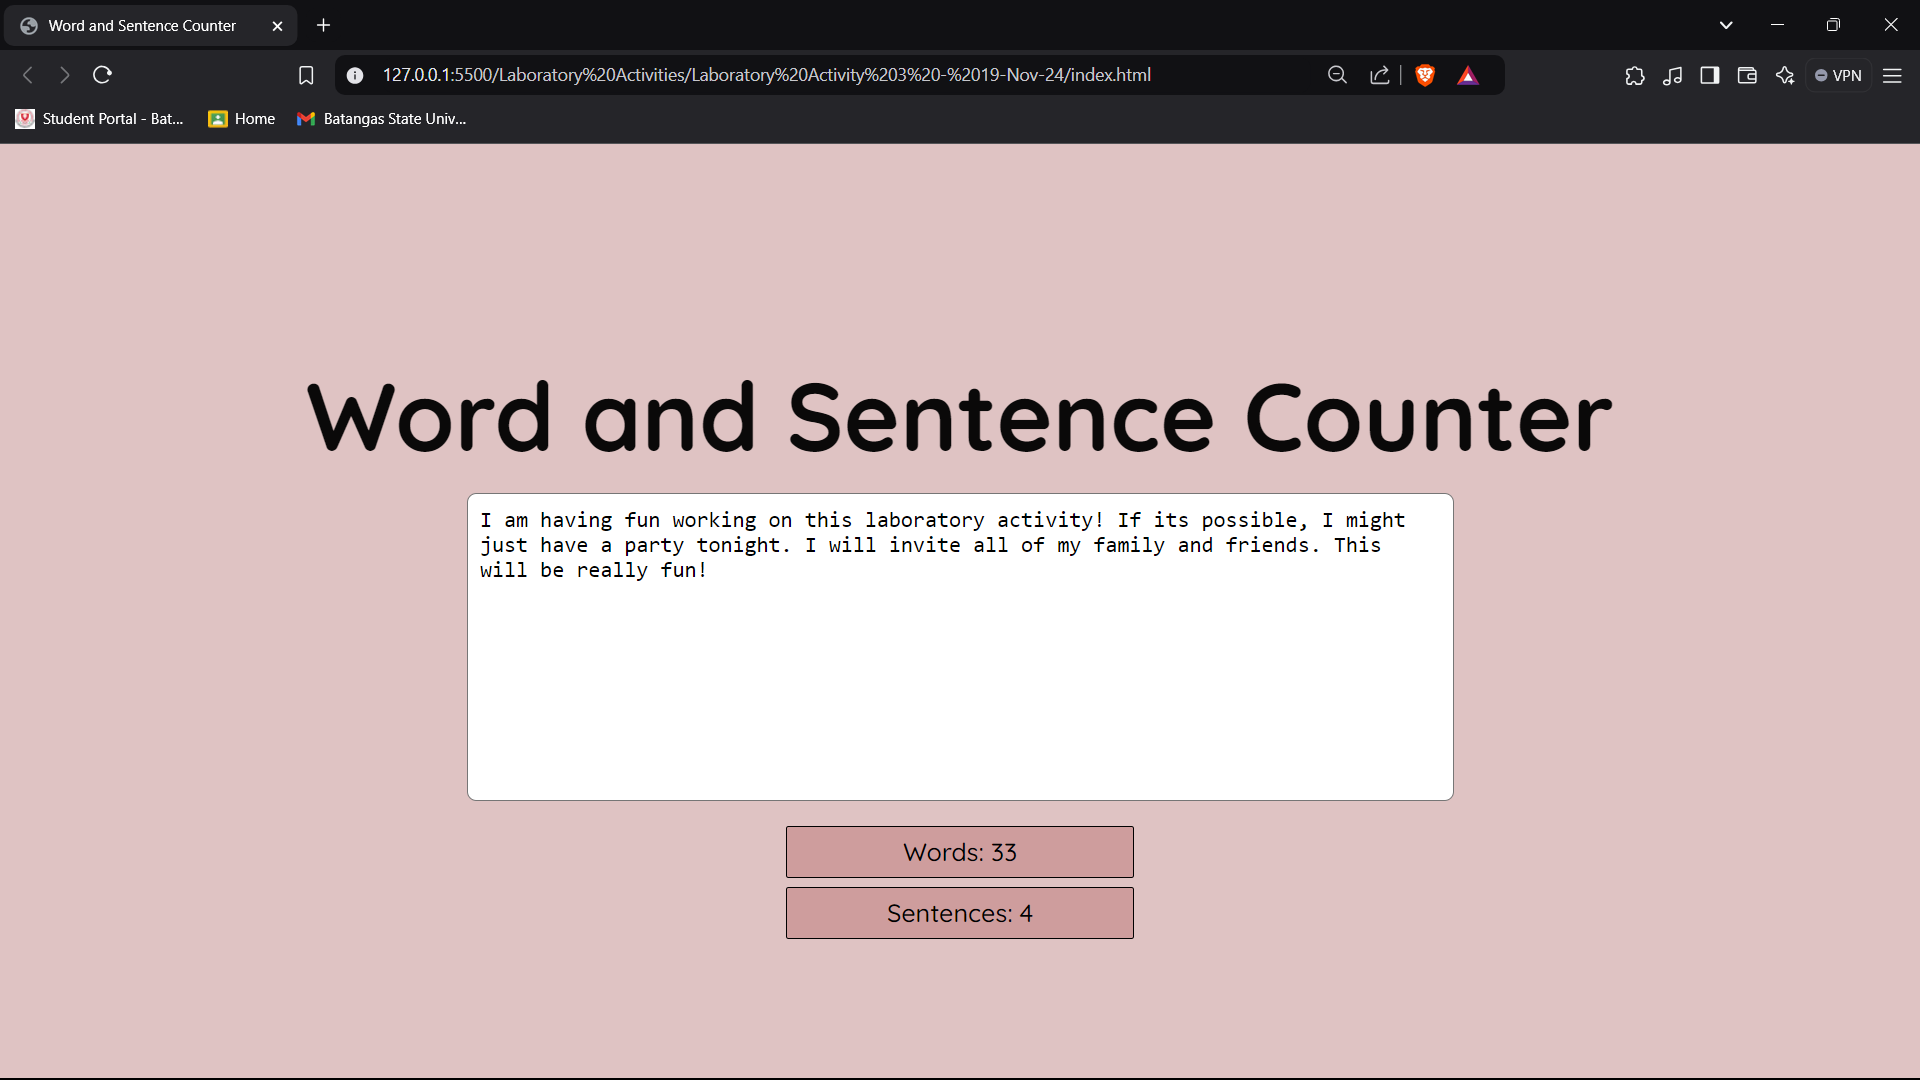 Word and Sentence Counter
127.0.0.1:5500/Laboratory%20Activities/Laboratory%20Activity%203%20-%2019-Nov-24/index.html
VPN
Student Portal - Bat...
Home
Batangas State Univ...
Word and Sentence Counter
I am having fun working on this laboratory activity! If its possible, I might
just have a party tonight. I will invite all of my family and friends. This
will be really fun!
Words: 33
Sentences: 4